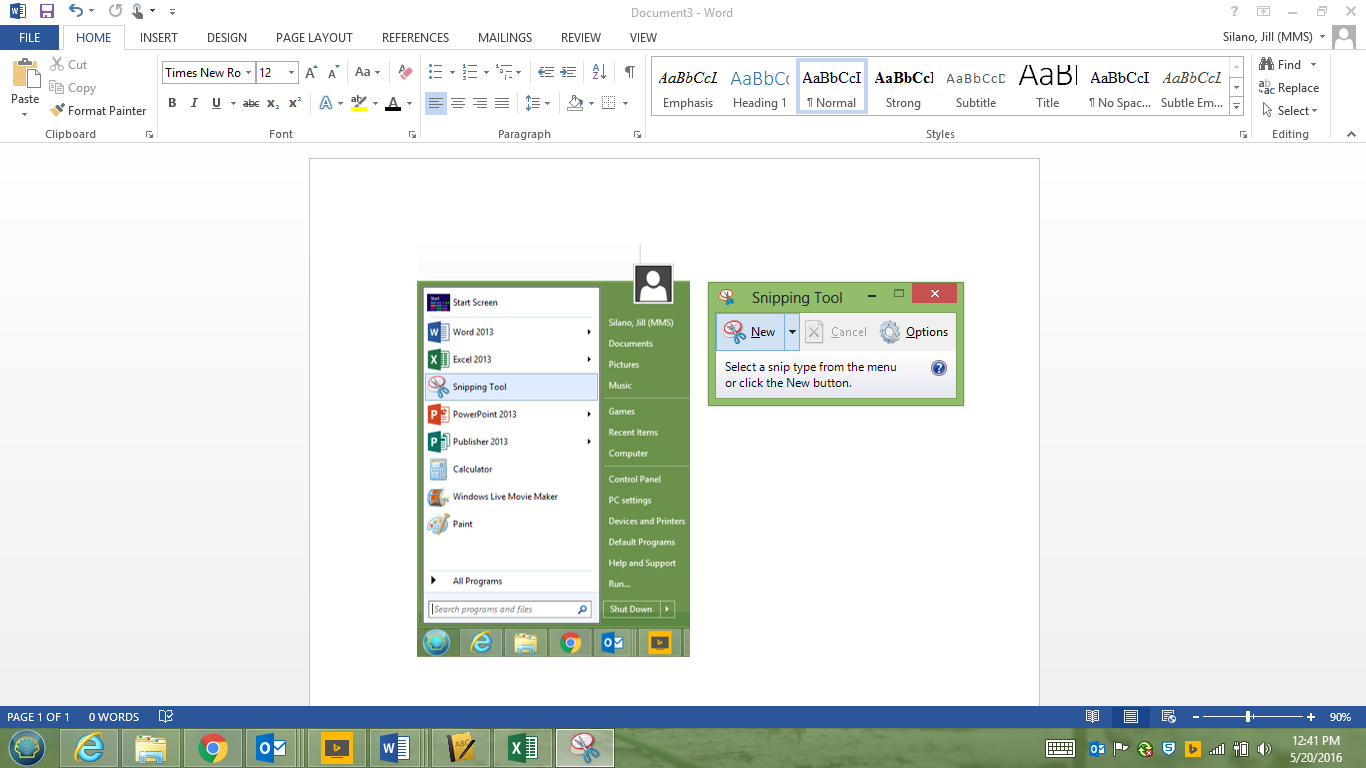 Document3 - Word
FILE HOME INSERT DESIGN PAGE LAYOUT REFERENCES MAILINGS REVIEW VIEW Silano, Jill (MMS)
Paste
Cut
Copy
Format Painter
Clipboard
Times New Ro 12
Font
Paragraph
AaBbCcI AaBbCc AaBbCcI AaBbCcI AaBbCcD AaBI AaBbCcI AaBbCcI
Emphasis Heading 1 ¶ Normal Strong Subtitle Title ¶ No Spac... Subtle Em...
Styles
Find
Replace
Select
Editing
Start
Start Screen
Word 2013
Excel 2013
Snipping Tool
PowerPoint 2013
Publisher 2013
Calculator
Windows Live Movie Maker
Paint
All Programs
Search programs and files
Silano, Jill (MMS)
Documents
Pictures
Music
Games
Recent Items
Computer
Control Panel
PC settings
Devices and Printers
Default Programs
Help and Support
Run...
Shut Down
Snipping Tool
New Cancel Options
Select a snip type from the menu
or click the New button.
PAGE 1 OF 1 0 WORDS 90%
12:41 PM
5/20/2016